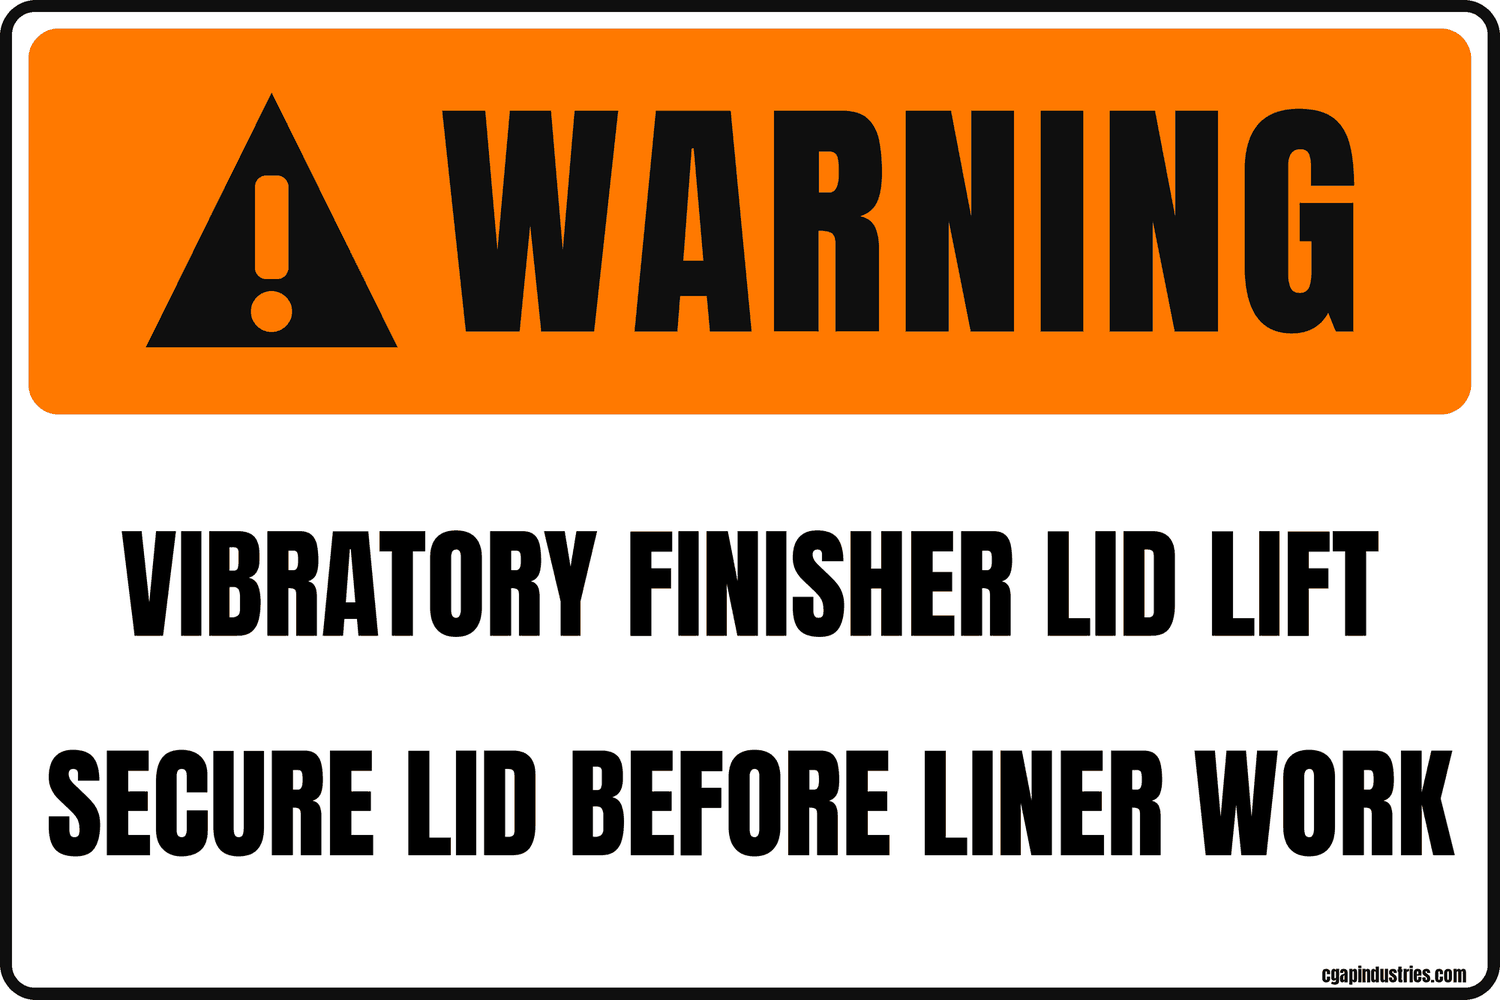 WARNING
VIBRATORY FINISHER LID LIFT
SECURE LID BEFORE LINER WORK
cgapindustries.com